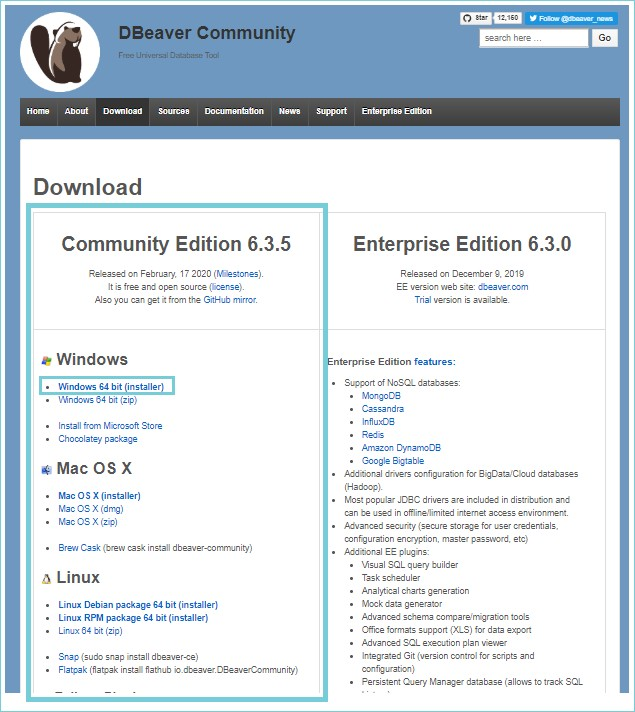 DBeaver Community
Free Universal Database Tool
Star 12,160 Follow @dbeaver_news
search here ... Go
Home About Download Sources Documentation News Support Enterprise Edition
Download
Community Edition 6.3.5
Released on February, 17 2020 (Milestones).
It is free and open source (license).
Also you can get it from the GitHub mirror.
Windows
Windows 64 bit (installer)
Windows 64 bit (zip)
Install from Microsoft Store
Chocolatey package
Mac OS X
Mac OS X (installer)
Mac OS X (dmg)
Mac OS X (zip)
Brew Cask (brew cask install dbeaver-community)
Linux
Linux Debian package 64 bit (installer)
Linux RPM package 64 bit (installer)
Linux 64 bit (zip)
Snap (sudo snap install dbeaver-ce)
Flatpak (flatpak install flathub io.dbeaver.DBeaverCommunity)
Enterprise Edition 6.3.0
Released on December 9, 2019
EE version web site: dbeaver.com
Trial version is available.
Enterprise Edition features:
Support of NoSQL databases:
MongoDB
Cassandra
InfluxDB
Redis
Amazon DynamoDB
Google Bigtable
Additional drivers configuration for BigData/Cloud databases
(Hadoop).
Most popular JDBC drivers are included in distribution and
can be used in offline/limited internet access environment.
Advanced security (secure storage for user credentials,
configuration encryption, master password, etc)
Additional EE plugins:
Visual SQL query builder
Task scheduler
Analytical charts generation
Mock data generator
Advanced schema compare/migration tools
Office formats support (XLS) for data export
Advanced SQL execution plan viewer
Integrated Git (version control for scripts and
configuration)
Persistent Query Manager database (allows to track SQL